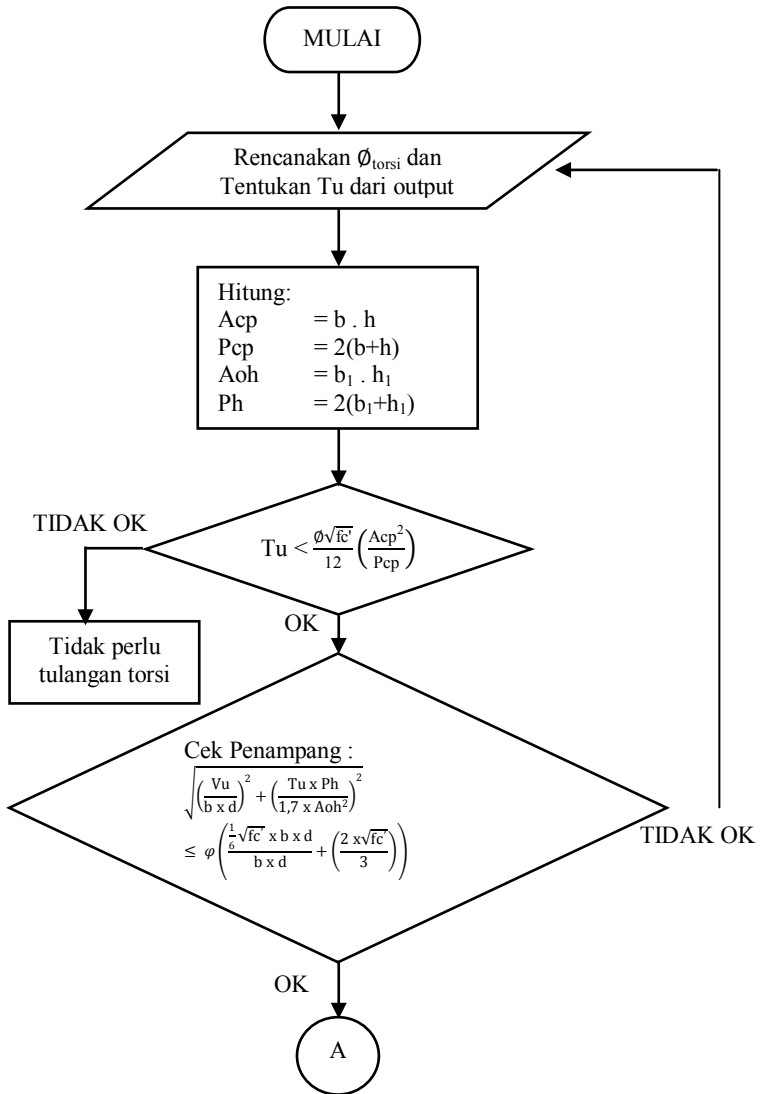 MULAI
Rencanakan Ø_torsi dan
Tentukan Tu dari output
Hitung:
Acp = b . h
Pcp = 2(b+h)
Aoh = b₁ . h₁
Ph = 2(b₁+h₁)
TIDAK OK
Tu < Ø√fc'/12 (Acp²/Pcp)
OK
Tidak perlu
tulangan torsi
Cek Penampang :
√((Vu/b x d)² + (Tu x Ph/1,7 x Aoh²)²)
≤ φ((1/6 √fc' x b x d)/(b x d) + (2 x√fc'/3))
TIDAK OK
OK
A